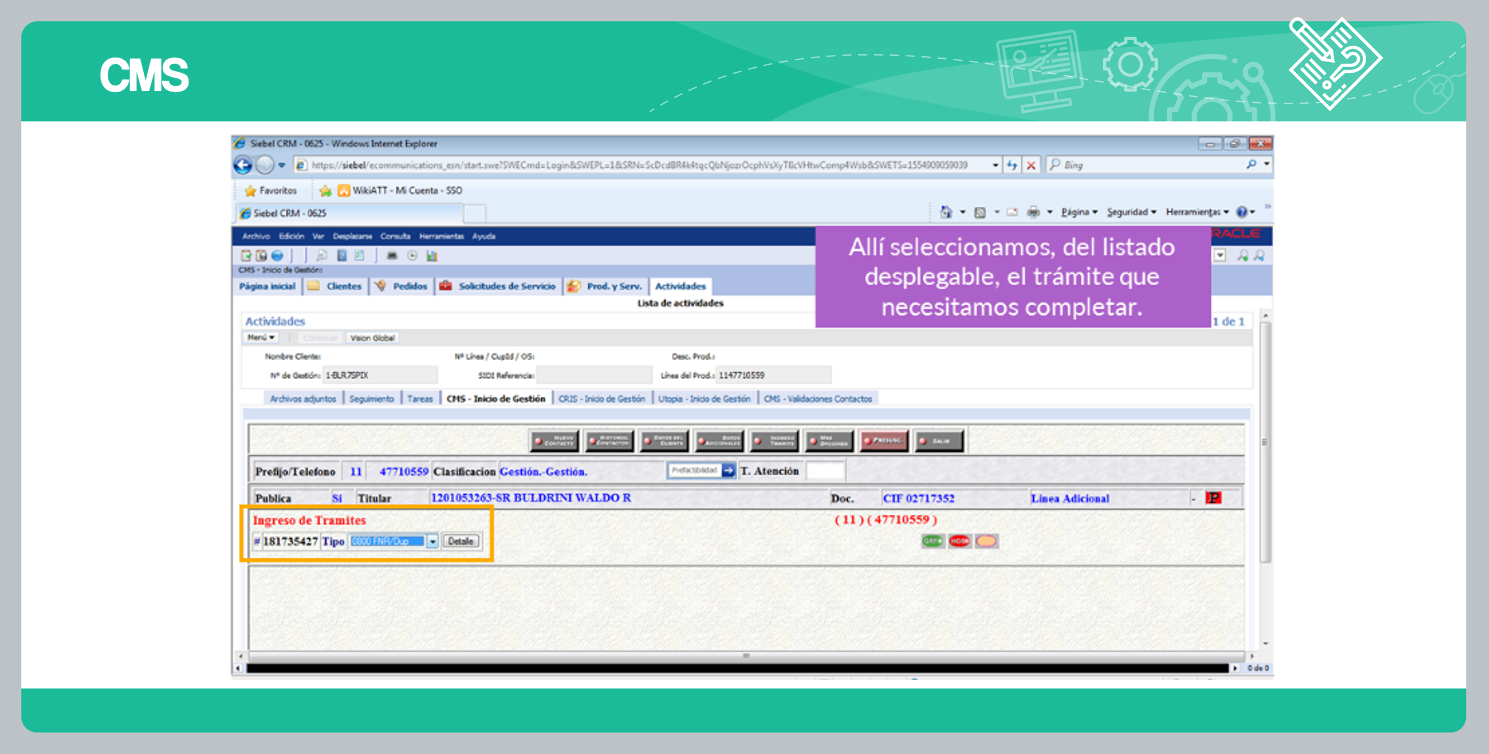 CMS
Siebel CRM - 0625 - Windows Internet Explorer
https://siebel/ecommunications_esn/start.swe?SWECmd=Login&SWEPL=1&SRN=
Bing
Favoritos WikiATT - Mi Cuenta - SSO
Siebel CRM - 0625
Página Seguridad Herramientas
Archivo Edición Ver Desplazarse Consulta Herramientas Ayuda
RACLE
Allí seleccionamos, del listado
desplegable, el trámite que
necesitamos completar.
CMS - Inicio de Gestión:
Página inicial Clientes Pedidos Solicitudes de Servicio Prod. y Serv. Actividades
Lista de actividades
Actividades 1 de 1
Menú Continuar Vision Global
Nombre Cliente: Nº Línea / CupId / OS: Desc. Prod.:
Nº de Gestión: 1-BLR7SPIX SIDI Referencia: Línea del Prod.: 1147710559
Archivos adjuntos Seguimiento Tareas CMS - Inicio de Gestión CRIS - Inicio de Gestión Utopia - Inicio de Gestión CMS - Validaciones Contactos
Nuevo Contacto Historial Contactos Datos del Cliente Datos Adicionales Ingreso Tramite Mas Opciones Presusc. Salir
Prefijo/Telefono 11 47710559 Clasificacion Gestión.-Gestión. Prefactibilidad T. Atención
Publica Si Titular 1201053263-SR BULDRINI WALDO R Doc. CIF 02717352 Linea Adicional - P
Ingreso de Tramites ( 11 ) ( 47710559 )
# 181735427 Tipo 0800 FNR/Dup Detalle
0 de 0